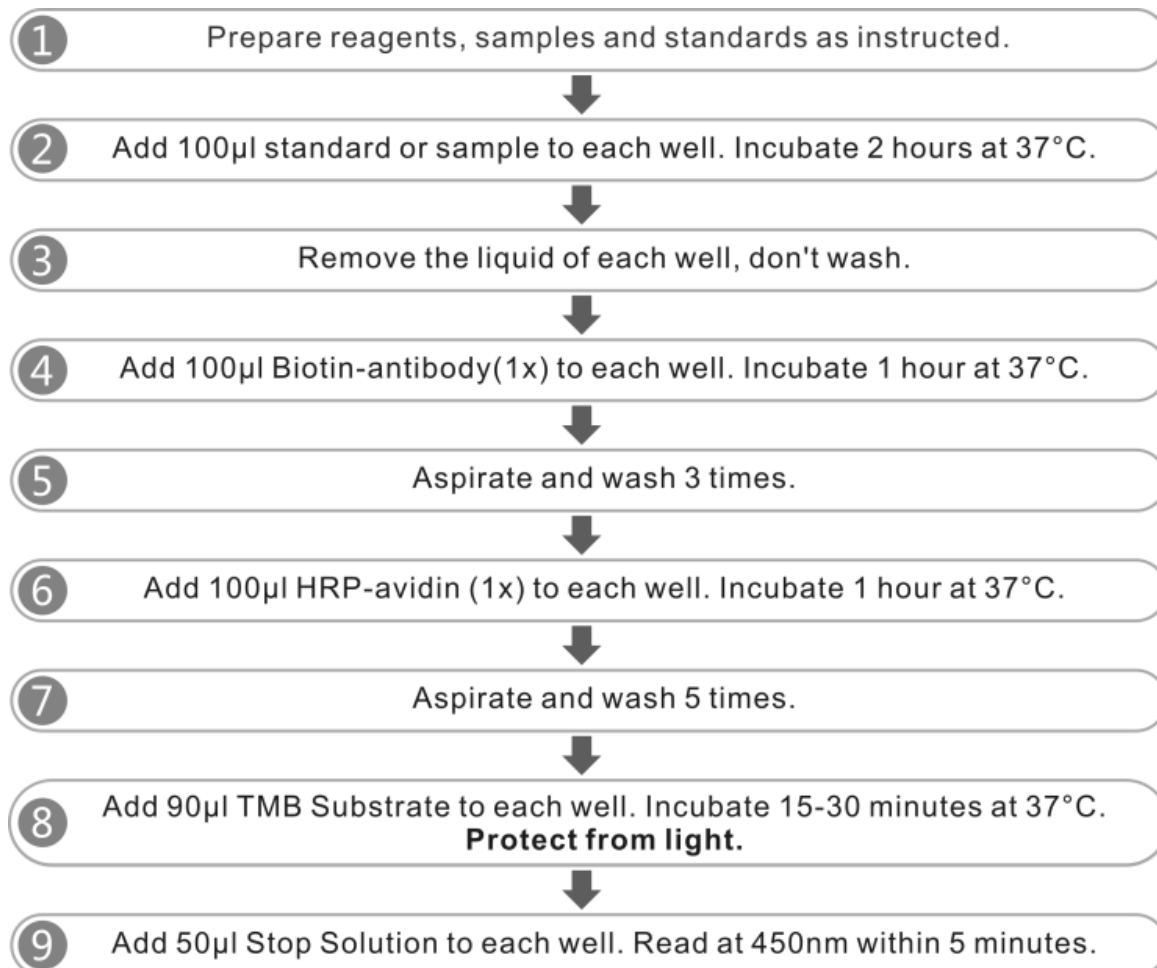 1 Prepare reagents, samples and standards as instructed.
2 Add 100µl standard or sample to each well. Incubate 2 hours at 37°C.
3 Remove the liquid of each well, don't wash.
4 Add 100µl Biotin-antibody(1x) to each well. Incubate 1 hour at 37°C.
5 Aspirate and wash 3 times.
6 Add 100µl HRP-avidin (1x) to each well. Incubate 1 hour at 37°C.
7 Aspirate and wash 5 times.
8 Add 90µl TMB Substrate to each well. Incubate 15-30 minutes at 37°C.
Protect from light.
9 Add 50µl Stop Solution to each well. Read at 450nm within 5 minutes.